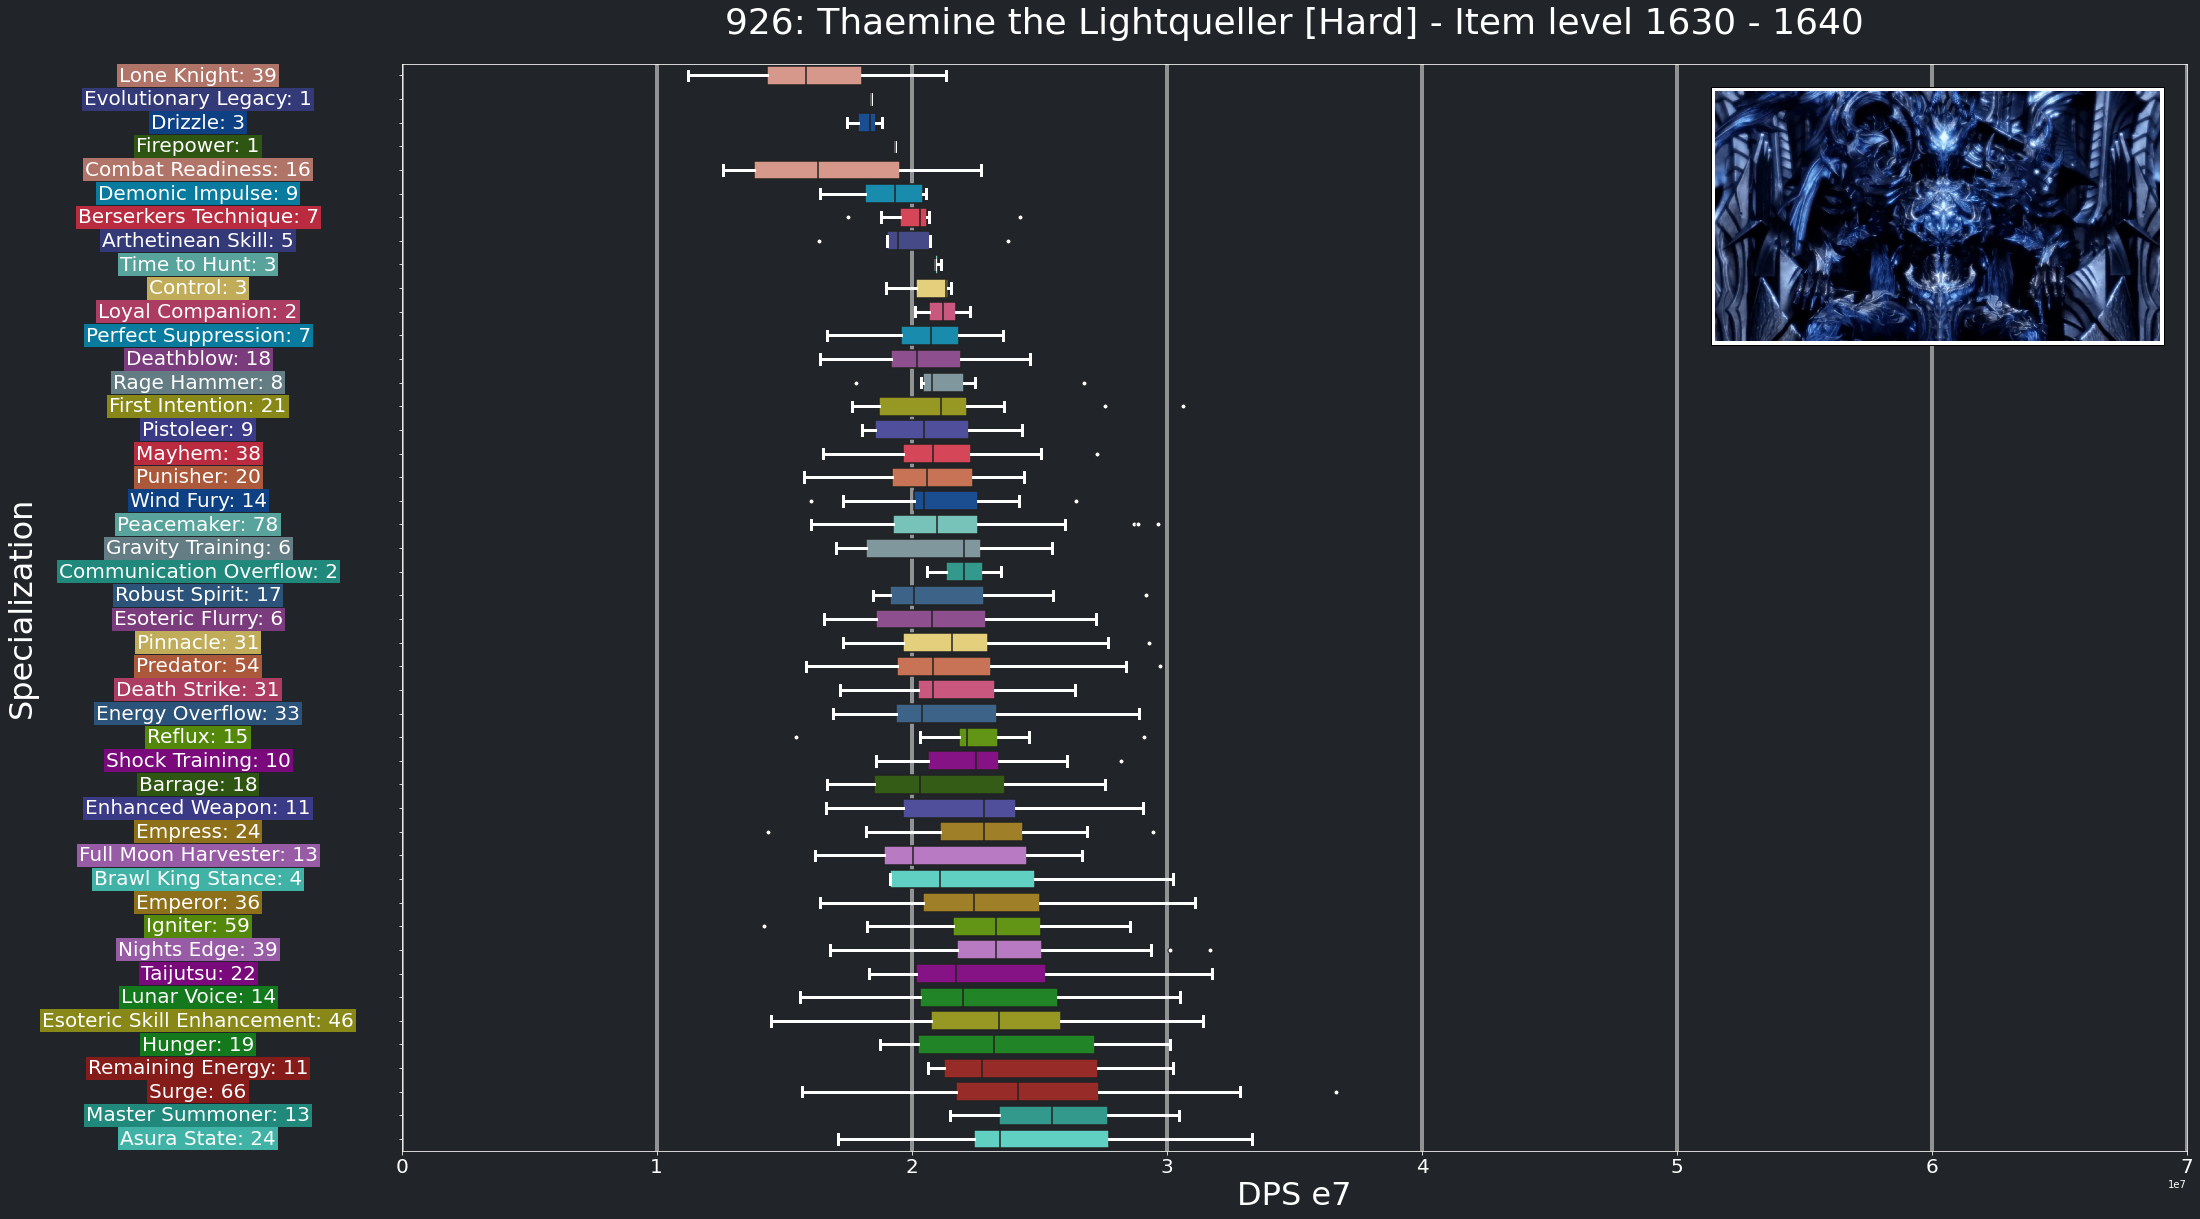 926: Thaemine the Lightqueller [Hard] - Item level 1630 - 1640
Specialization
Lone Knight: 39
Evolutionary Legacy: 1
Drizzle: 3
Firepower: 1
Combat Readiness: 16
Demonic Impulse: 9
Berserkers Technique: 7
Arthetinean Skill: 5
Time to Hunt: 3
Control: 3
Loyal Companion: 2
Perfect Suppression: 7
Deathblow: 18
Rage Hammer: 8
First Intention: 21
Pistoleer: 9
Mayhem: 38
Punisher: 20
Wind Fury: 14
Peacemaker: 78
Gravity Training: 6
Communication Overflow: 2
Robust Spirit: 17
Esoteric Flurry: 6
Pinnacle: 31
Predator: 54
Death Strike: 31
Energy Overflow: 33
Reflux: 15
Shock Training: 10
Barrage: 18
Enhanced Weapon: 11
Empress: 24
Full Moon Harvester: 13
Brawl King Stance: 4
Emperor: 36
Igniter: 59
Nights Edge: 39
Taijutsu: 22
Lunar Voice: 14
Esoteric Skill Enhancement: 46
Hunger: 19
Remaining Energy: 11
Surge: 66
Master Summoner: 13
Asura State: 24
0 1 2 3 4 5 6 7
1e7
DPS e7